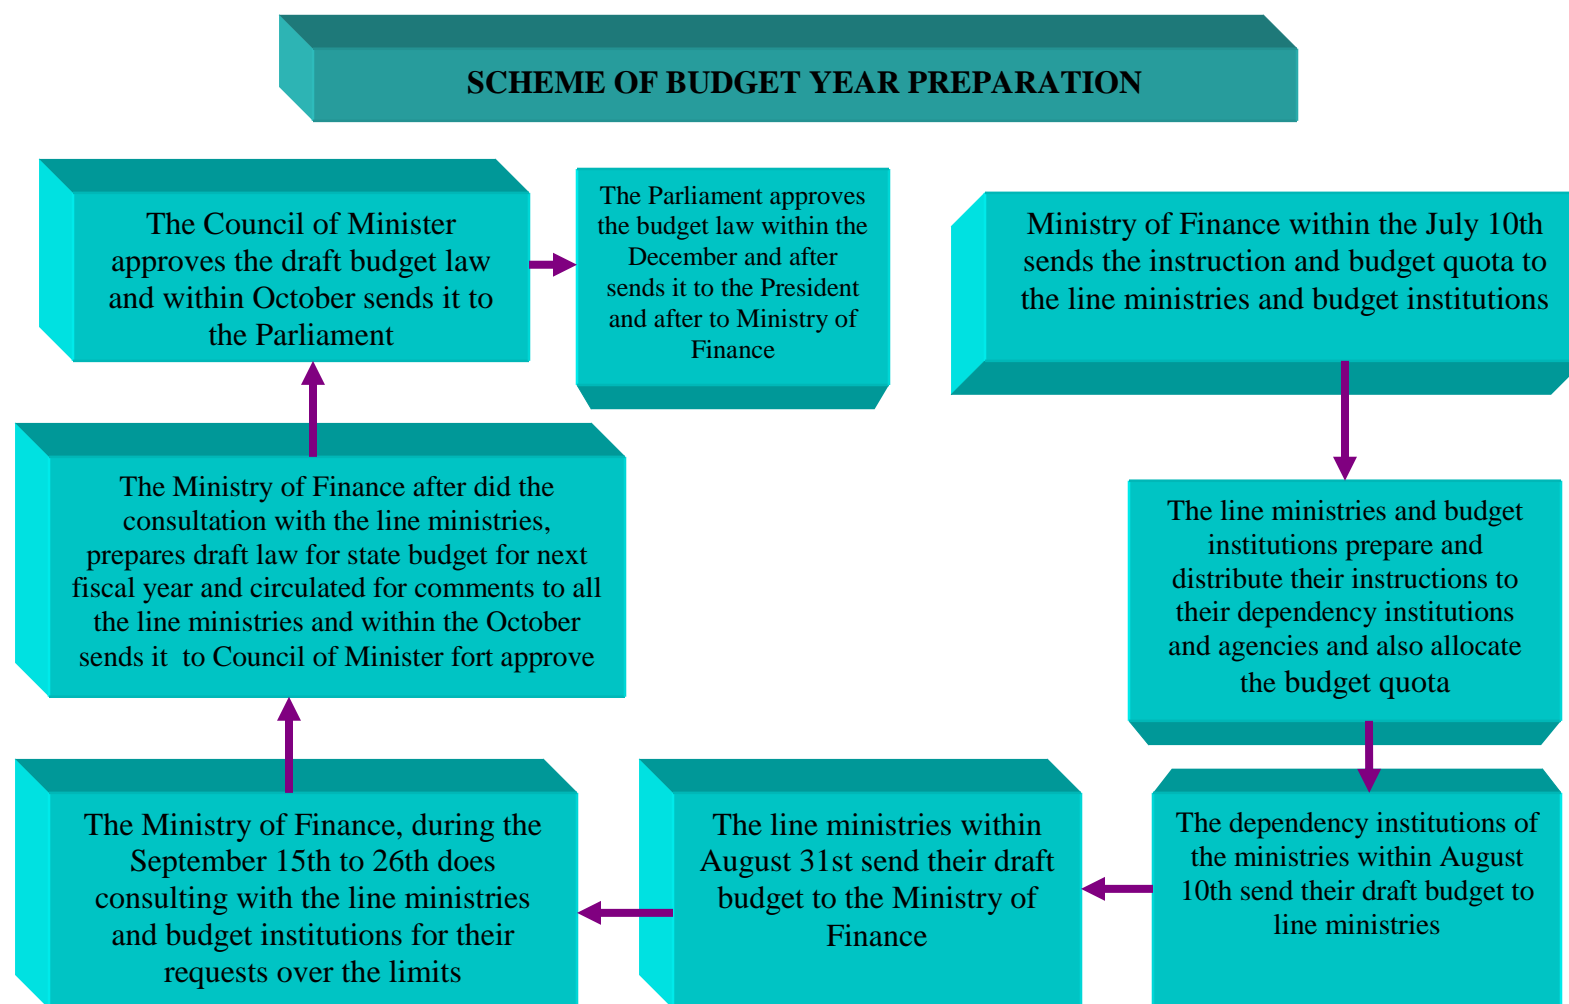 SCHEME OF BUDGET YEAR PREPARATION
Ministry of Finance within the July 10th
sends the instruction and budget quota to
the line ministries and budget institutions
The line ministries and budget
institutions prepare and
distribute their instructions to
their dependency institutions
and agencies and also allocate
the budget quota
The dependency institutions of
the ministries within August
10th send their draft budget to
line ministries
The line ministries within
August 31st send their draft
budget to the Ministry of
Finance
The Ministry of Finance, during the
September 15th to 26th does
consulting with the line ministries
and budget institutions for their
requests over the limits
The Ministry of Finance after did the
consultation with the line ministries,
prepares draft law for state budget for next
fiscal year and circulated for comments to all
the line ministries and within the October
sends it  to Council of Minister fort approve
The Council of Minister
approves the draft budget law
and within October sends it to
the Parliament
The Parliament approves
the budget law within the
December and after
sends it to the President
and after to Ministry of
Finance